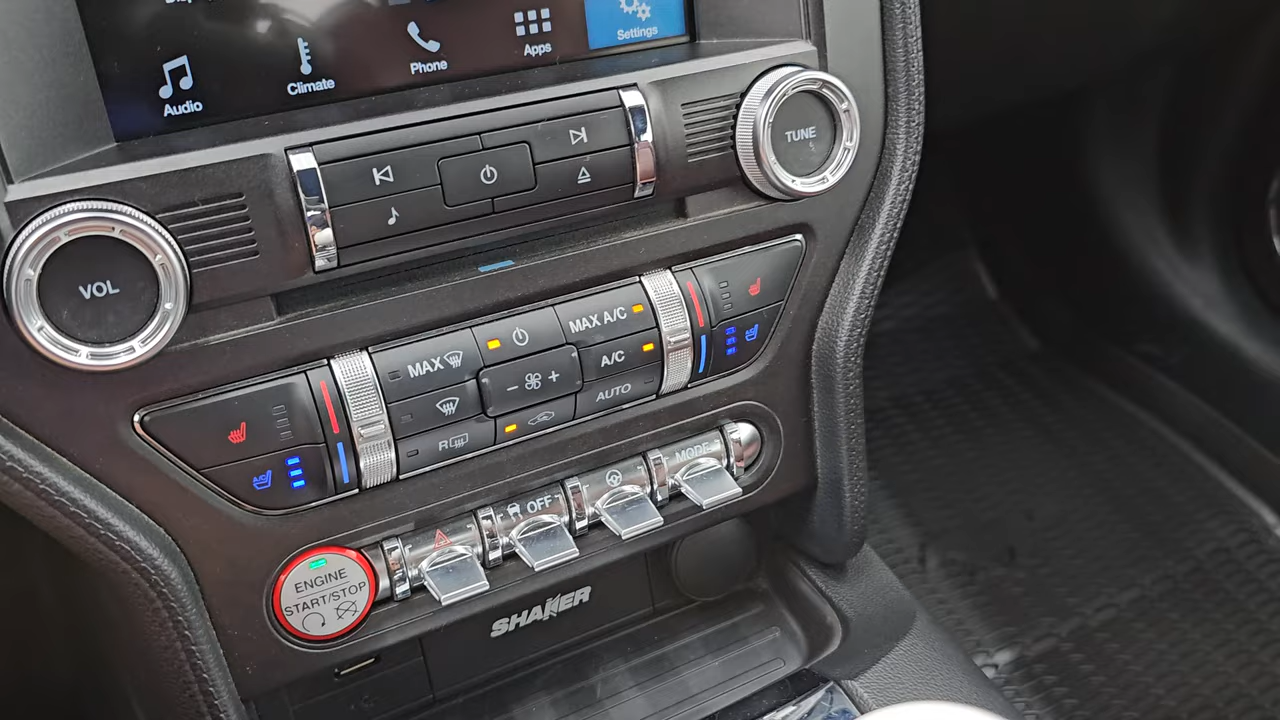 Settings
Apps
Phone
Climate
Audio
TUNE
VOL
MAX A/C
MAX
A/C
AUTO
R
A/C
A/C
MODE
OFF
ENGINE
START/STOP
SHAKER